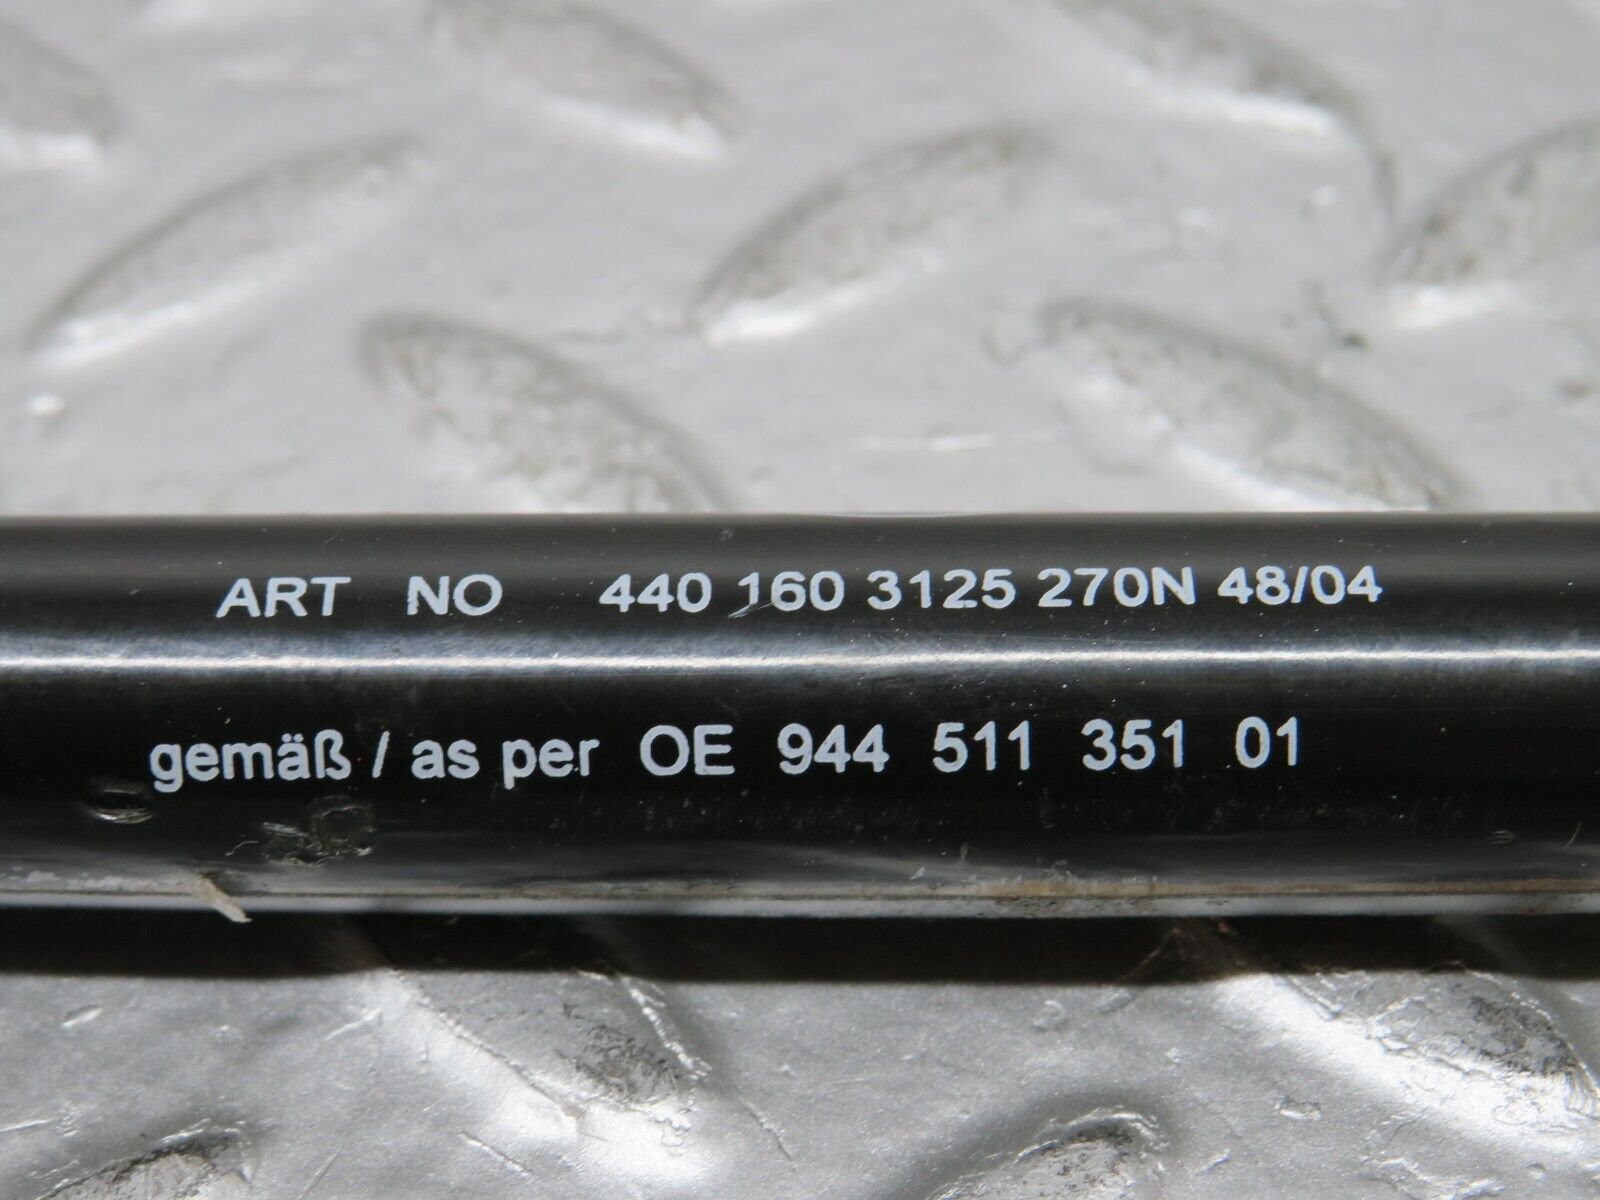 ART NO 440 160 3125 270N 48/04
gemäß / as per OE 944 511 351 01